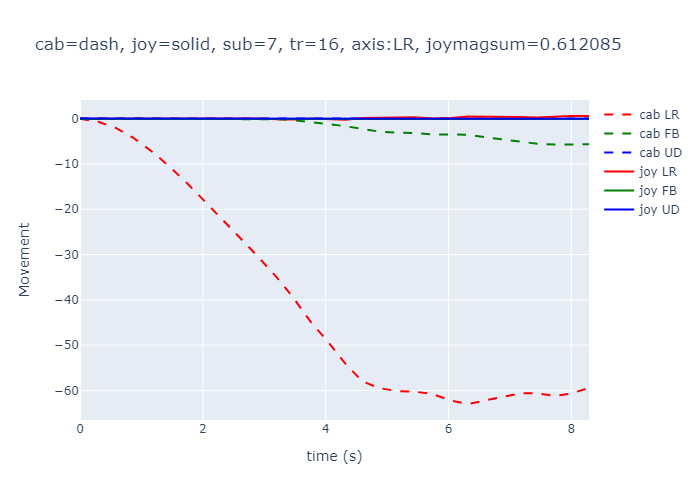 cab=dash, joy=solid, sub=7, tr=16, axis:LR, joymagsum=0.612085
Movement
0
−10
−20
−30
−40
−50
−60
0 2 4 6 8
time (s)
cab LR
cab FB
cab UD
joy LR
joy FB
joy UD